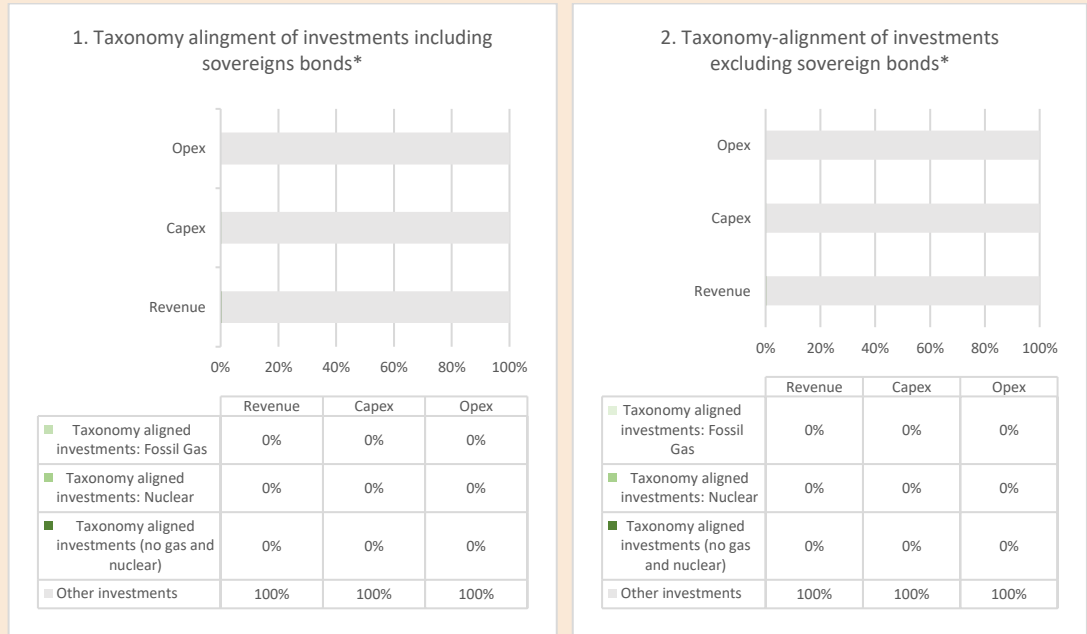 1. Taxonomy alingment of investments including
sovereigns bonds*
Opex
Capex
Revenue
0% 20% 40% 60% 80% 100%
Revenue Capex Opex
Taxonomy aligned
investments: Fossil Gas
0% 0% 0%
Taxonomy aligned
investments: Nuclear
0% 0% 0%
Taxonomy aligned
investments (no gas and
nuclear)
0% 0% 0%
Other investments 100% 100% 100%
2. Taxonomy-alignment of investments
excluding sovereign bonds*
Opex
Capex
Revenue
0% 20% 40% 60% 80% 100%
Revenue Capex Opex
Taxonomy aligned
investments: Fossil
Gas
0% 0% 0%
Taxonomy aligned
investments: Nuclear
0% 0% 0%
Taxonomy aligned
investments (no gas
and nuclear)
0% 0% 0%
Other investments 100% 100% 100%